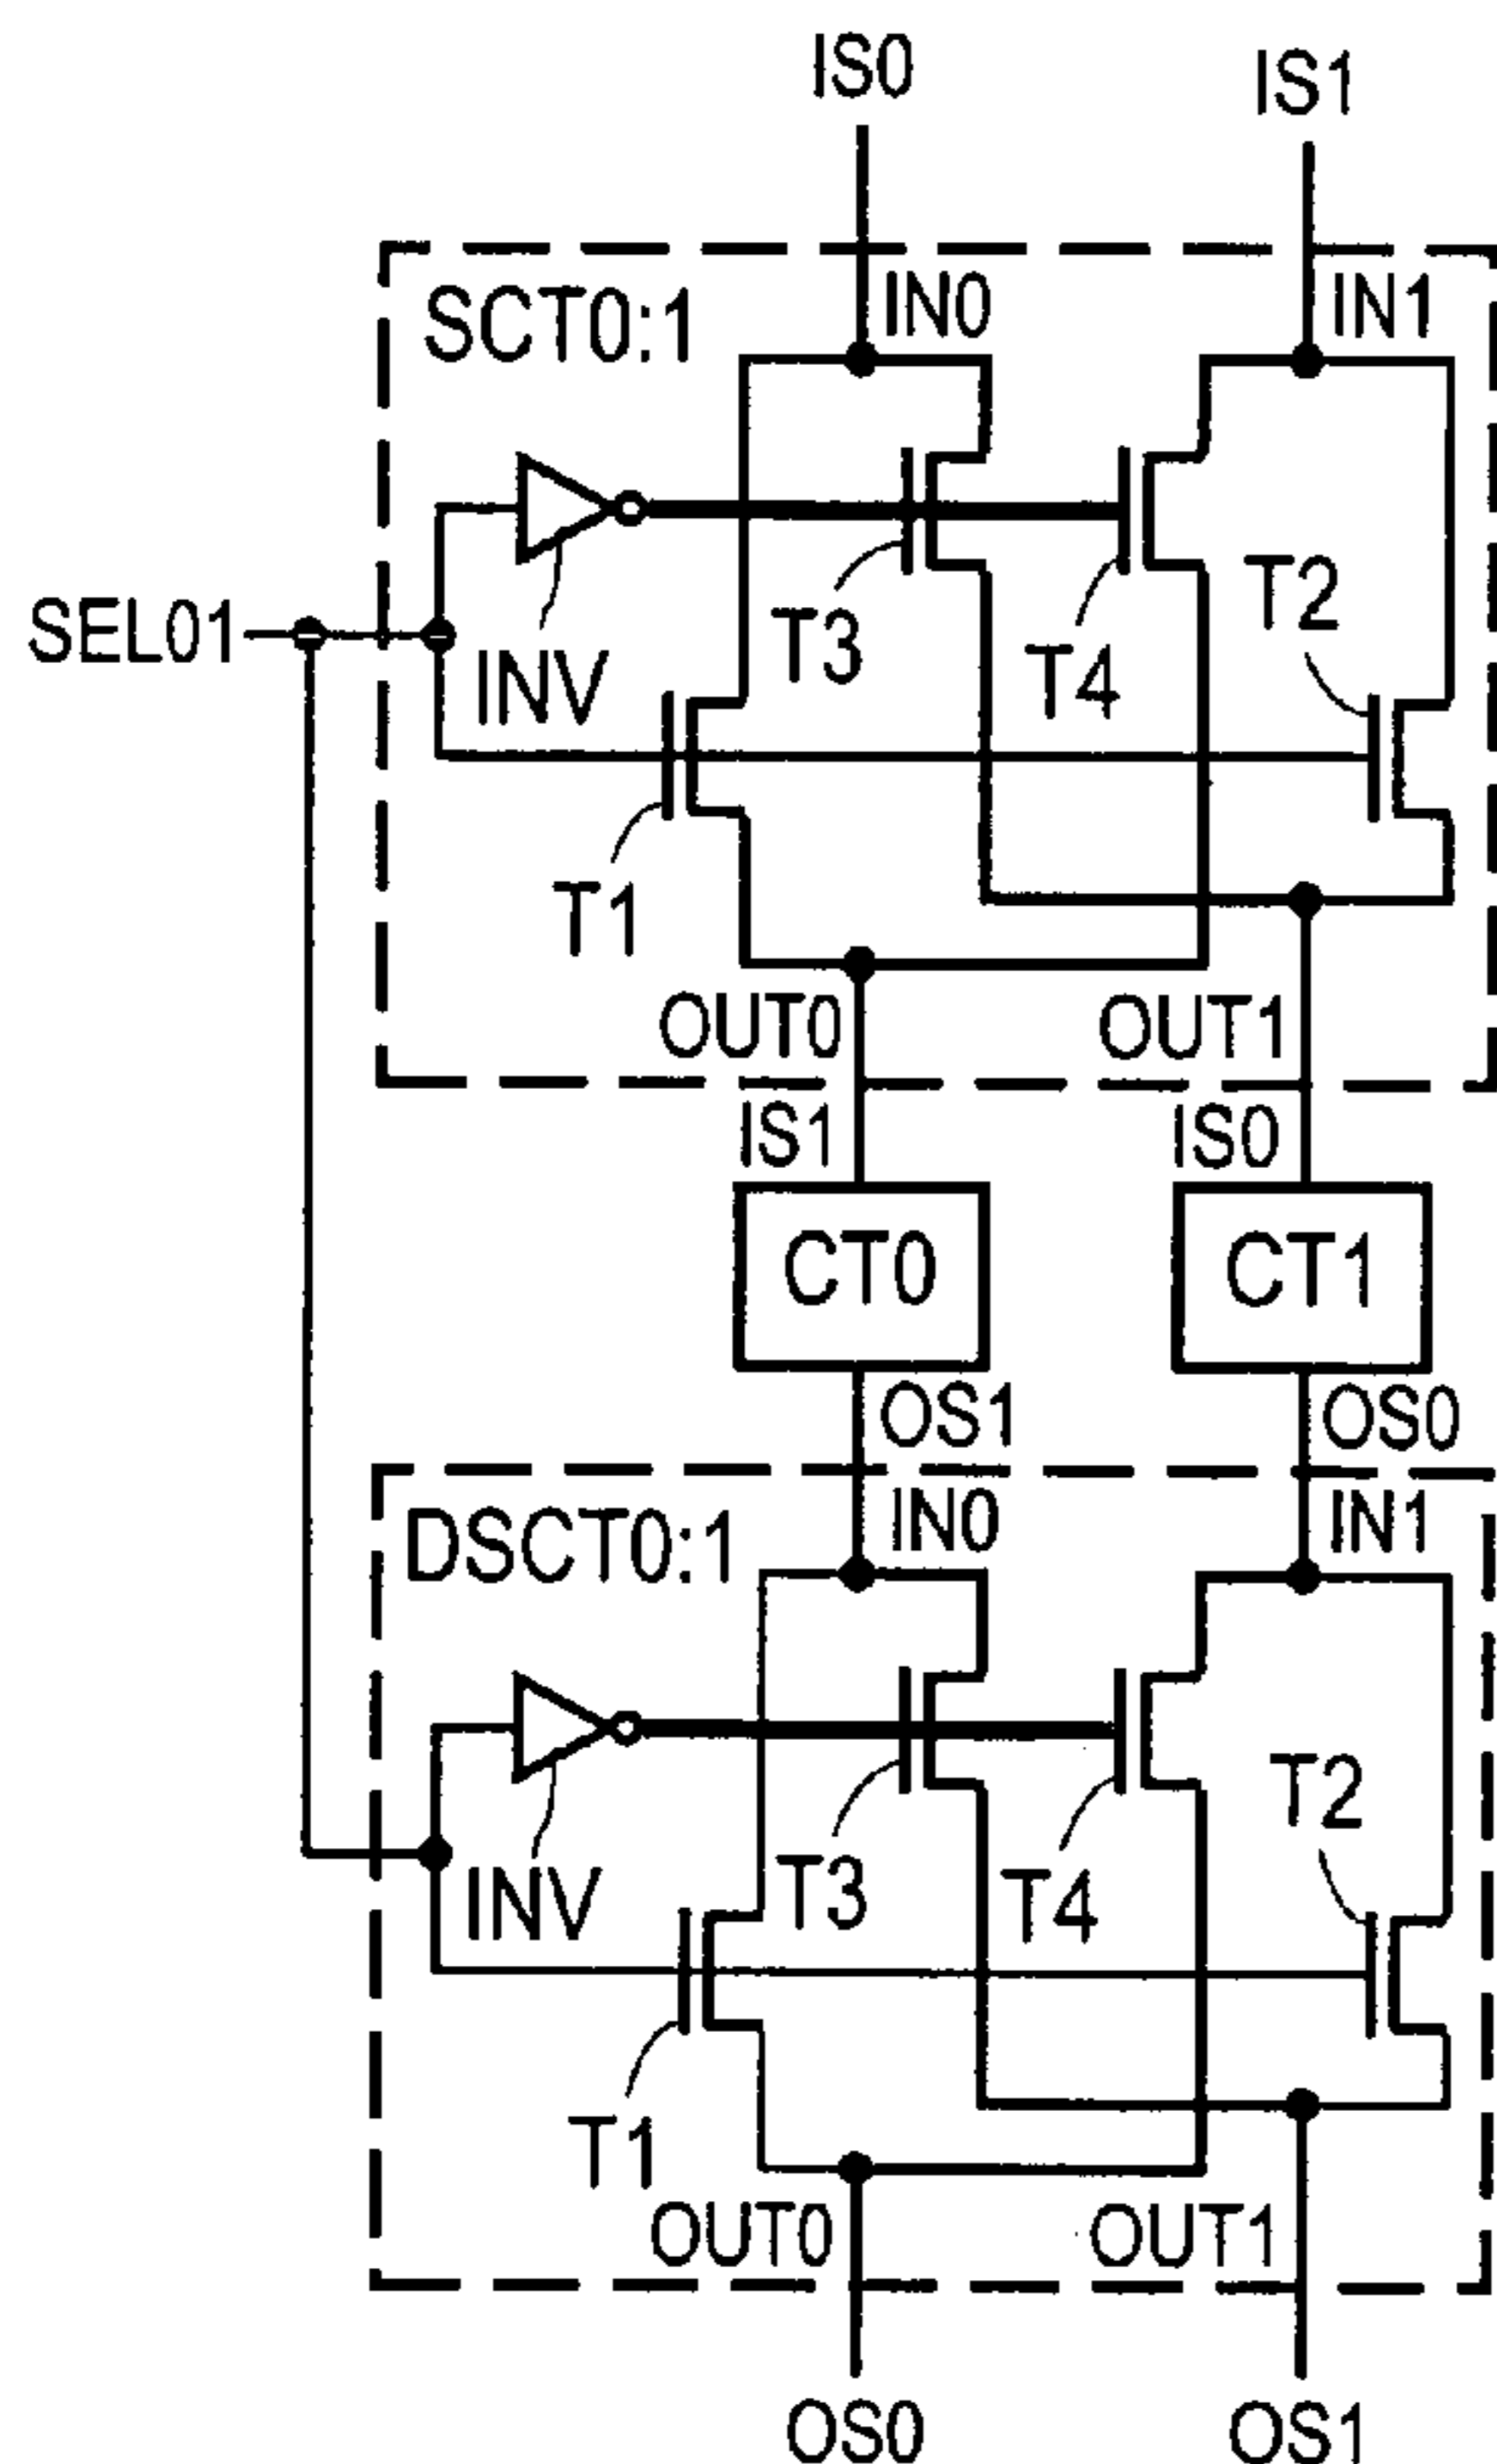 IS0 IS1
IN0 IN1
SCT0:1
T2
SEL01
T3
T4
INV
T1
OUT0 OUT1
IS1 IS0
CT0 CT1
OS1 OS0
IN0 IN1
DSCT0:1
T2
T3 T4
INV
T1
OUT0 OUT1
OS0 OS1